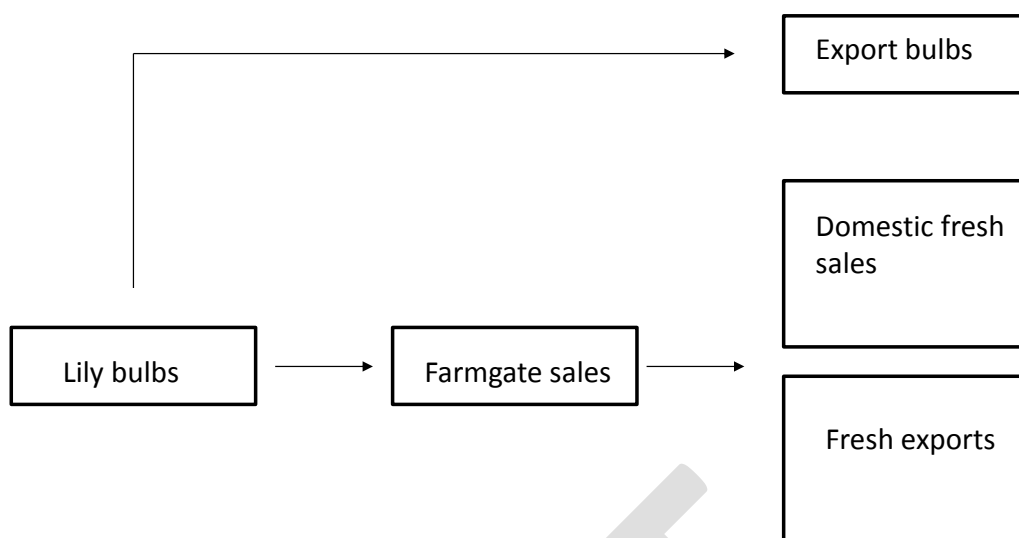 Export bulbs
Domestic fresh
sales
Lily bulbs
Farmgate sales
Fresh exports